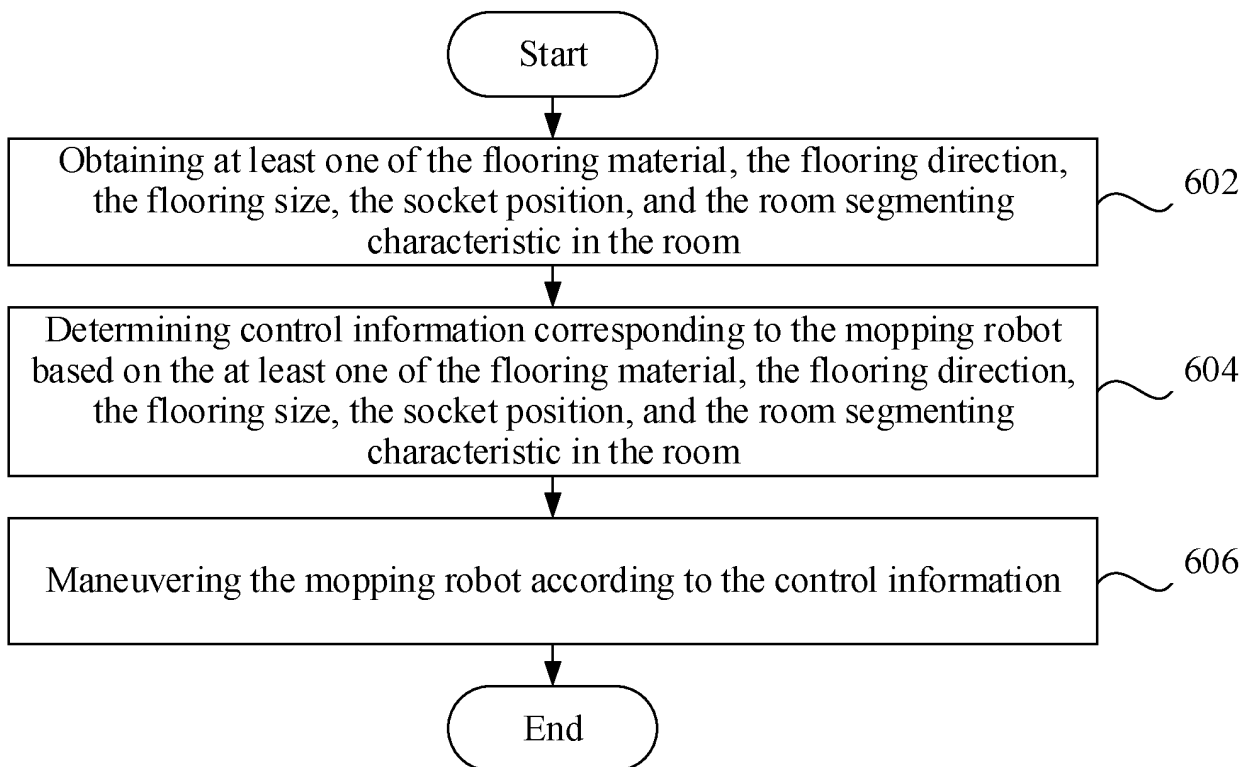 Start
Obtaining at least one of the flooring material, the flooring direction,
the flooring size, the socket position, and the room segmenting
characteristic in the room
602
Determining control information corresponding to the mopping robot
based on the at least one of the flooring material, the flooring direction,
the flooring size, the socket position, and the room segmenting
characteristic in the room
604
Maneuvering the mopping robot according to the control information
606
End